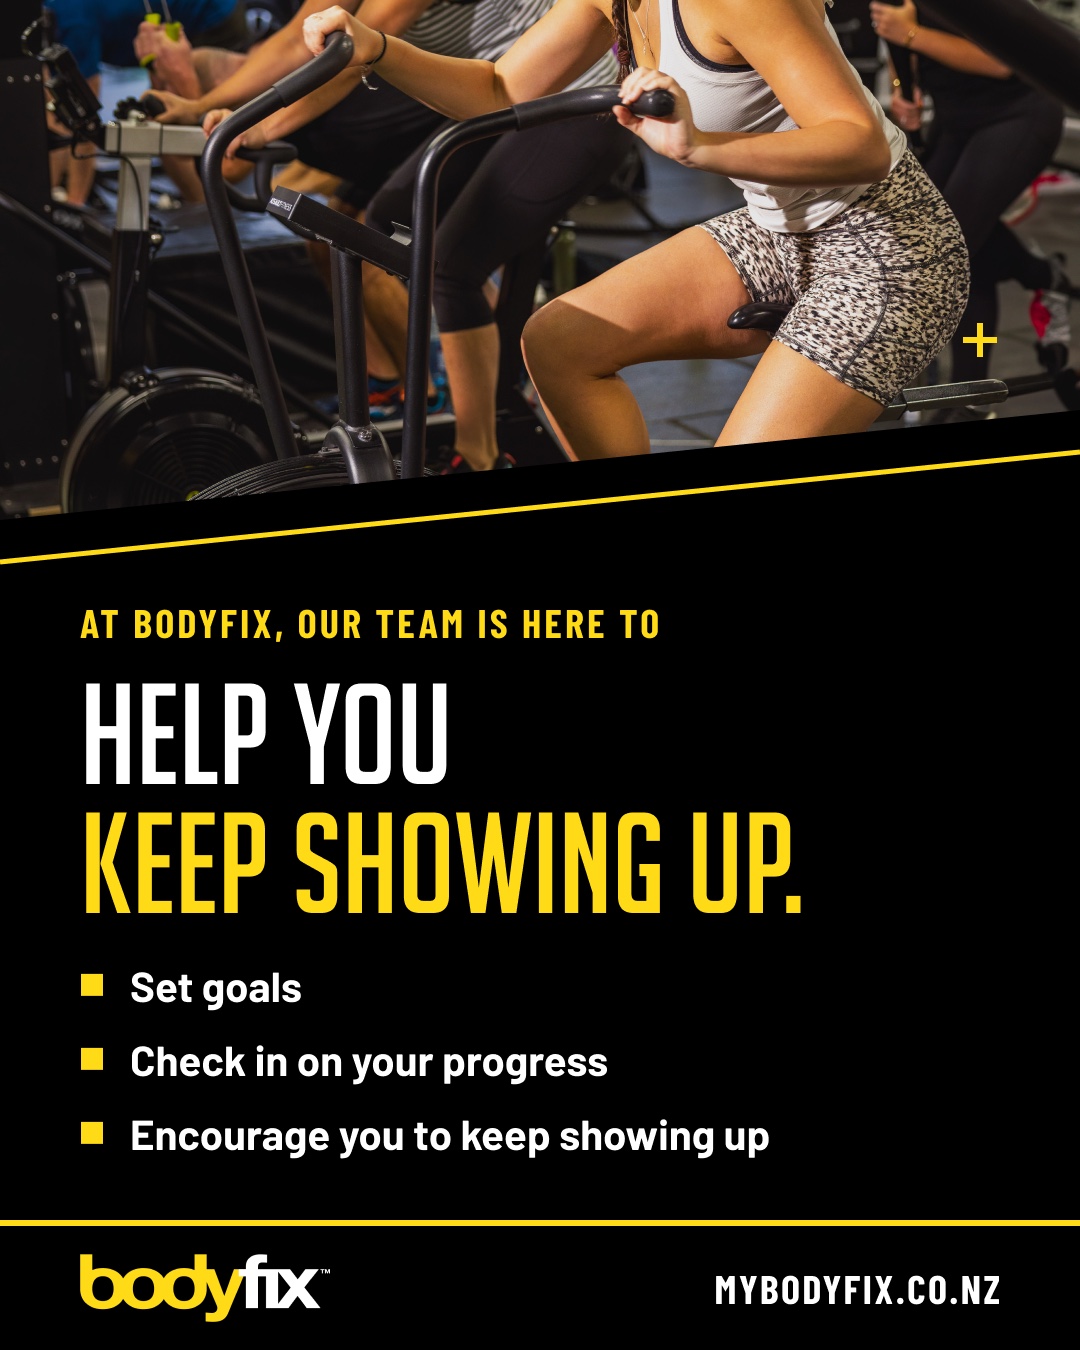 AT BODYFIX, OUR TEAM IS HERE TO
HELP YOU
KEEP SHOWING UP.
Set goals
Check in on your progress
Encourage you to keep showing up
bodyfix™
MYBODYFIX.CO.NZ